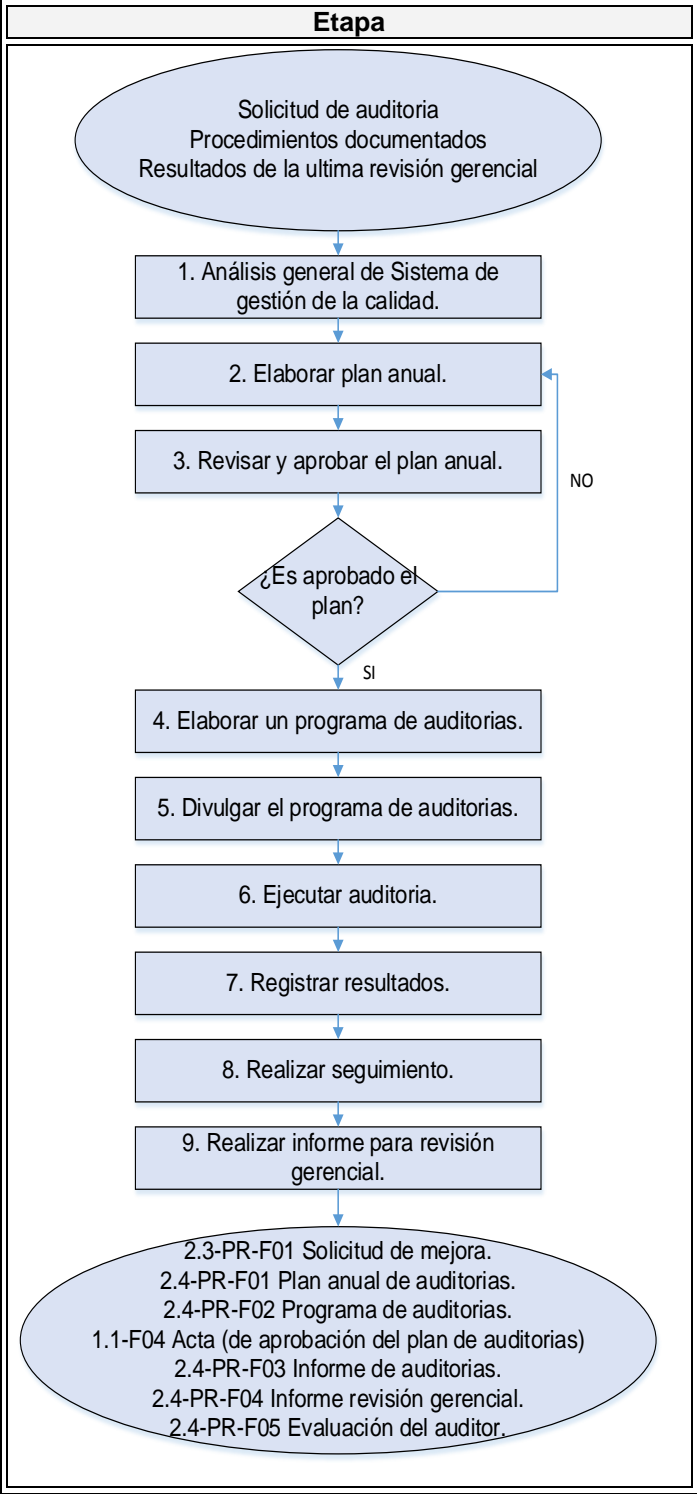 Etapa
Solicitud de auditoria
Procedimientos documentados
Resultados de la ultima revisión gerencial
1. Análisis general de Sistema de
gestión de la calidad.
2. Elaborar plan anual.
3. Revisar y aprobar el plan anual.
NO
¿Es aprobado el
plan?
SI
4. Elaborar un programa de auditorias.
5. Divulgar el programa de auditorias.
6. Ejecutar auditoria.
7. Registrar resultados.
8. Realizar seguimiento.
9. Realizar informe para revisión
gerencial.
2.3-PR-F01 Solicitud de mejora.
2.4-PR-F01 Plan anual de auditorias.
2.4-PR-F02 Programa de auditorias.
1.1-F04 Acta (de aprobación del plan de auditorias)
2.4-PR-F03 Informe de auditorias.
2.4-PR-F04 Informe revisión gerencial.
2.4-PR-F05 Evaluación del auditor.